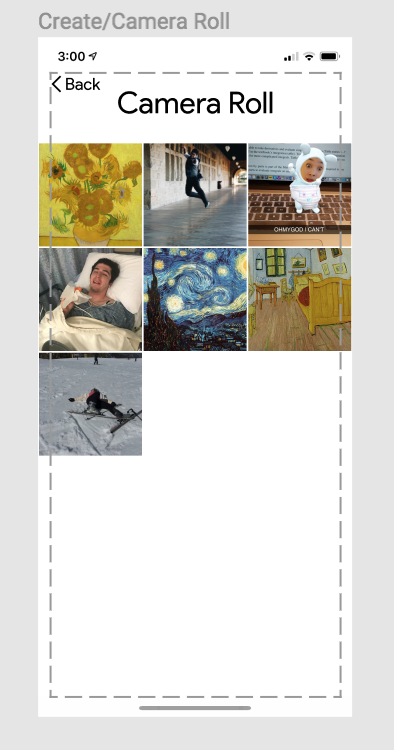 Create/Camera Roll
3:00
Back
Camera Roll
OHMYGOD I CAN'T